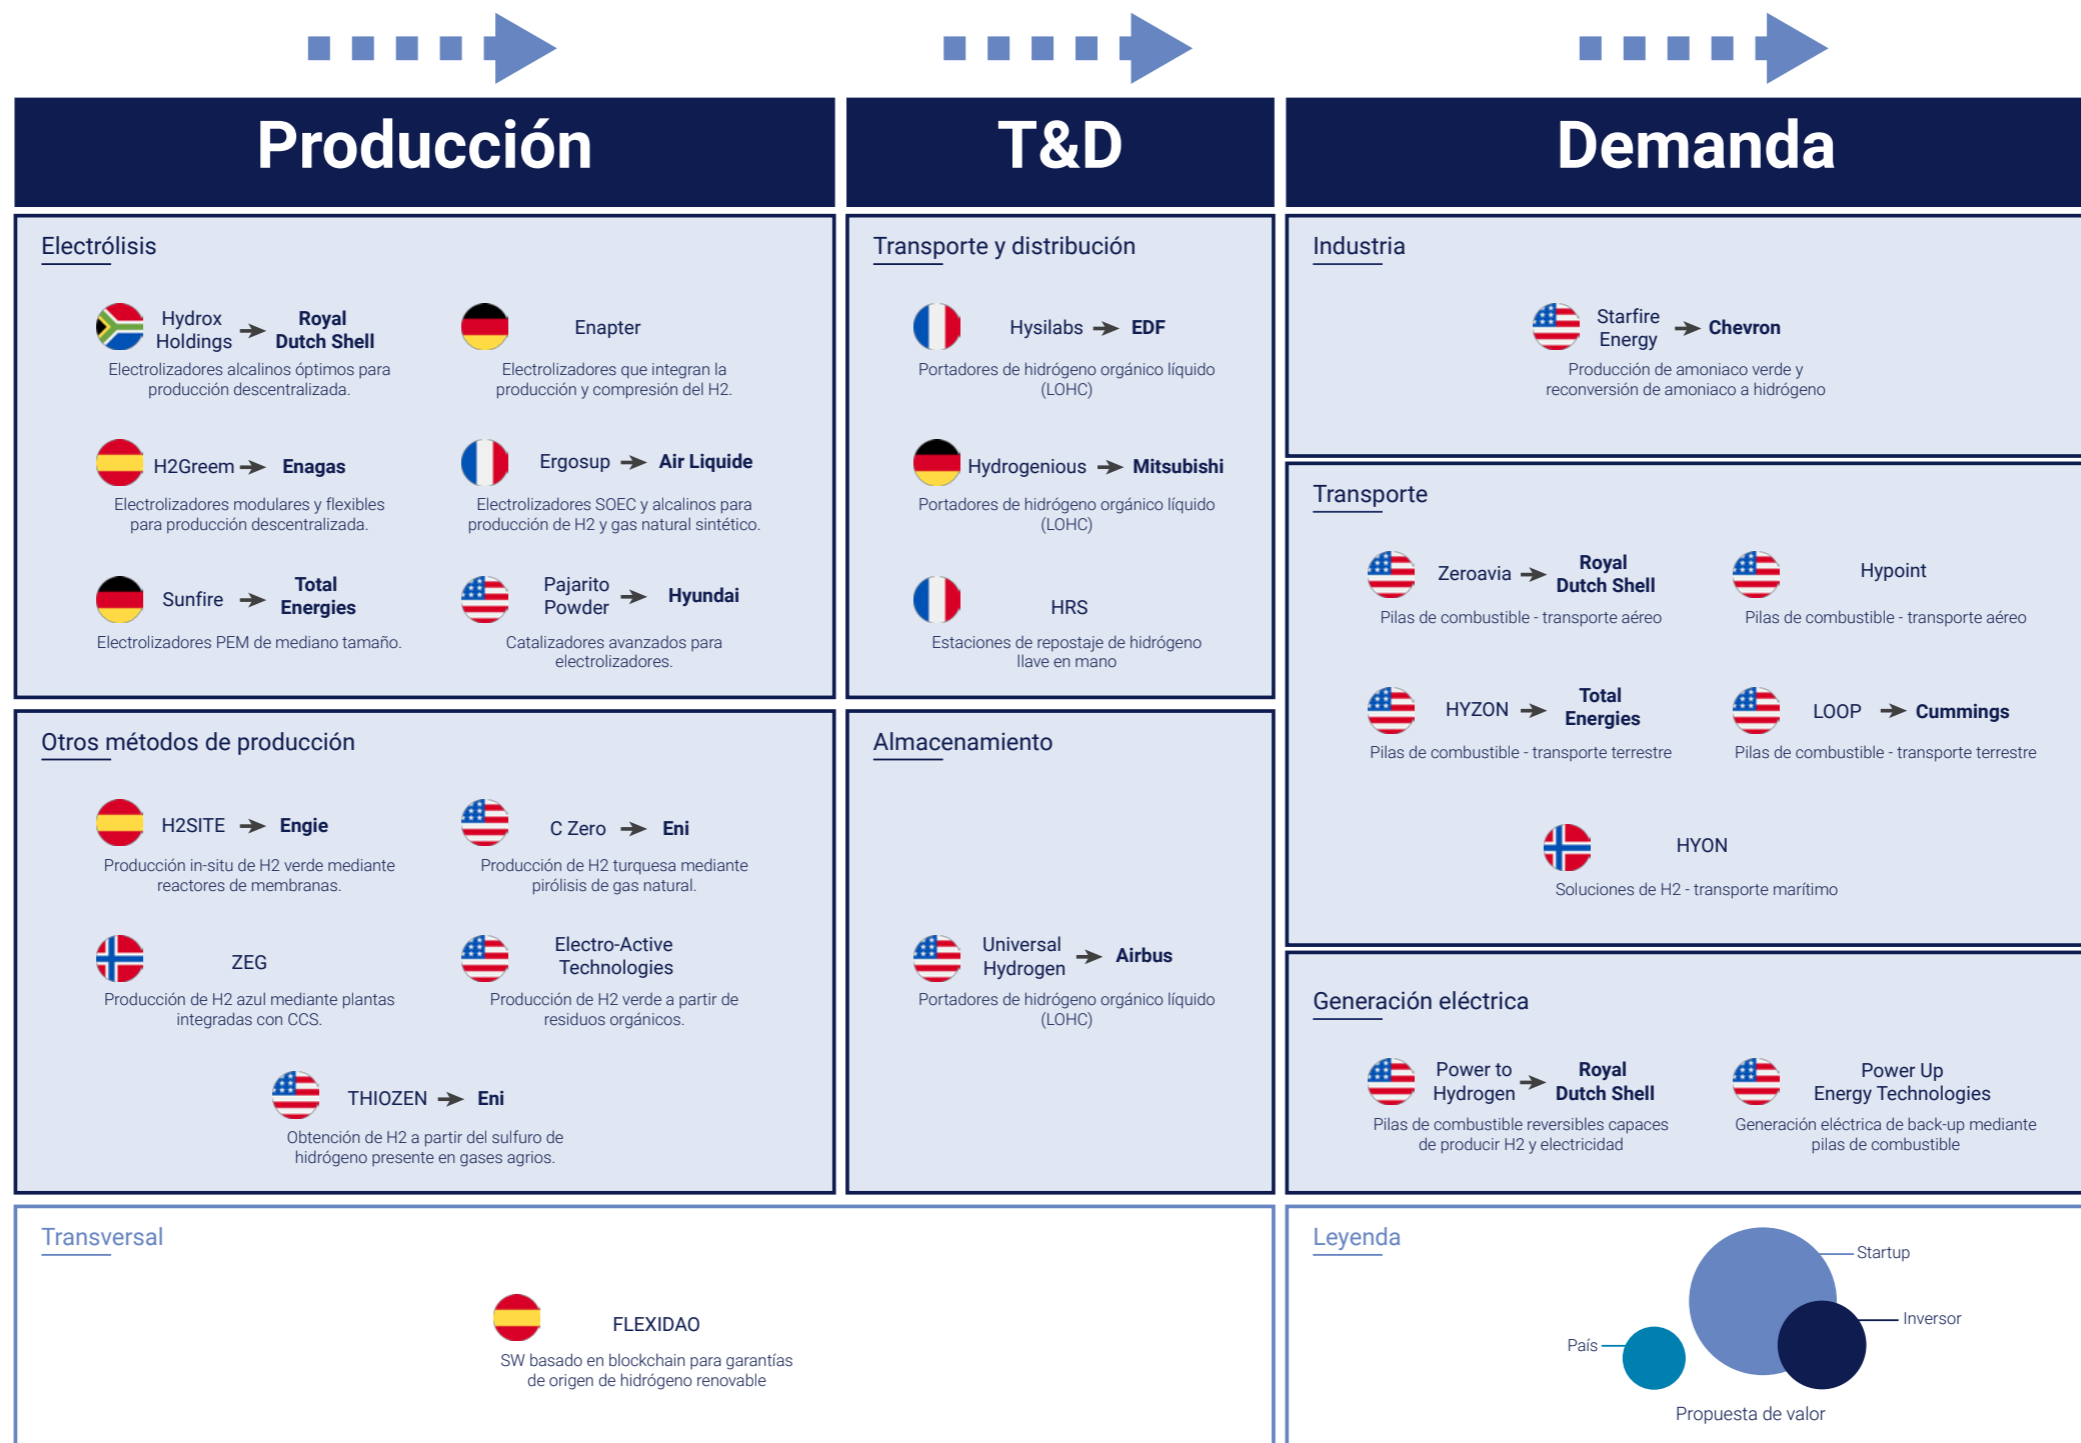 Producción
T&D
Demanda
Electrólisis
Hydrox
Holdings
Royal
Dutch Shell
Electrolizadores alcalinos óptimos para
producción descentralizada.
Enapter
Electrolizadores que integran la
producción y compresión del H2.
H2Greem
Enagas
Electrolizadores modulares y flexibles
para producción descentralizada.
Ergosup
Air Liquide
Electrolizadores SOEC y alcalinos para
producción de H2 y gas natural sintético.
Sunfire
Total
Energies
Electrolizadores PEM de mediano tamaño.
Pajarito
Powder
Hyundai
Catalizadores avanzados para
electrolizadores.
Otros métodos de producción
H2SITE
Engie
Producción in-situ de H2 verde mediante
reactores de membranas.
C Zero
Eni
Producción de H2 turquesa mediante
pirólisis de gas natural.
ZEG
Producción de H2 azul mediante plantas
integradas con CCS.
Electro-Active
Technologies
Producción de H2 verde a partir de
residuos orgánicos.
THIOZEN
Eni
Obtención de H2 a partir del sulfuro de
hidrógeno presente en gases agrios.
Transporte y distribución
Hysilabs
EDF
Portadores de hidrógeno orgánico líquido
(LOHC)
Hydrogenious
Mitsubishi
Portadores de hidrógeno orgánico líquido
(LOHC)
HRS
Estaciones de repostaje de hidrógeno
llave en mano
Almacenamiento
Universal
Hydrogen
Airbus
Portadores de hidrógeno orgánico líquido
(LOHC)
Industria
Starfire
Energy
Chevron
Producción de amoniaco verde y
reconversión de amoniaco a hidrógeno
Transporte
Zeroavia
Royal
Dutch Shell
Pilas de combustible - transporte aéreo
Hypoint
Pilas de combustible - transporte aéreo
HYZON
Total
Energies
Pilas de combustible - transporte terrestre
LOOP
Cummings
Pilas de combustible - transporte terrestre
HYON
Soluciones de H2 - transporte marítimo
Generación eléctrica
Power to
Hydrogen
Royal
Dutch Shell
Pilas de combustible reversibles capaces
de producir H2 y electricidad
Power Up
Energy Technologies
Generación eléctrica de back-up mediante
pilas de combustible
Transversal
FLEXIDAO
SW basado en blockchain para garantías
de origen de hidrógeno renovable
Leyenda
Startup
Inversor
País
Propuesta de valor